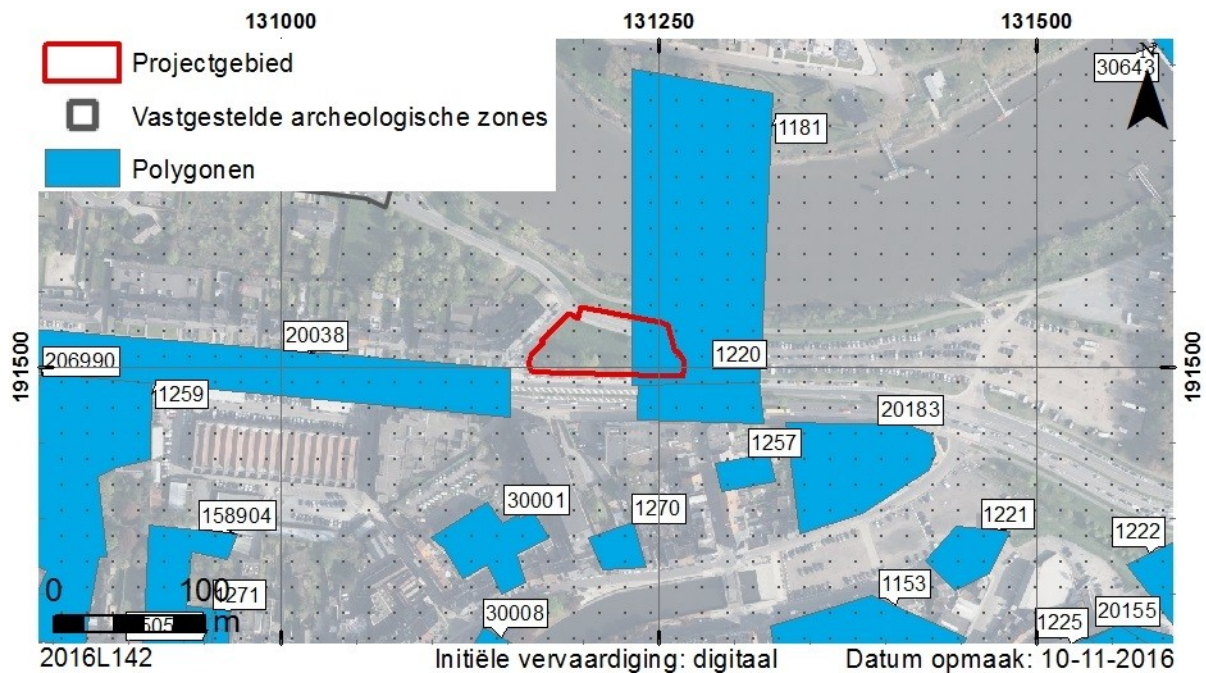 131000
131250
131500
Projectgebied
Vastgestelde archeologische zones
Polygonen
N
30643
1181
191500
191500
20038
206990
1259
1220
20183
1257
30001
1270
158904
1221
1222
1271
1153
30008
1225
20155
0 100 m
2016L142
Initiële vervaardiging: digitaal
Datum opmaak: 10-11-2016